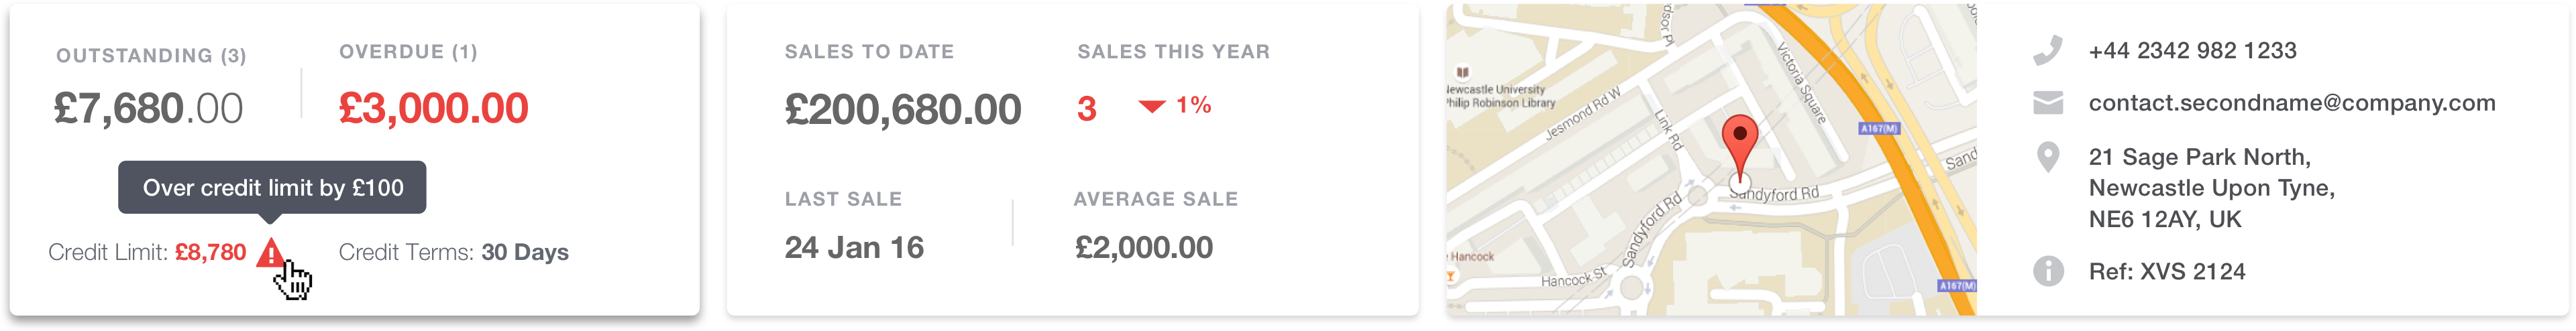 OUTSTANDING (3)
£7,680.00
OVERDUE (1)
£3,000.00
Over credit limit by £100
Credit Limit: £8,780
Credit Terms: 30 Days
SALES TO DATE
£200,680.00
SALES THIS YEAR
3 1%
LAST SALE
24 Jan 16
AVERAGE SALE
£2,000.00
Newcastle University
Philip Robinson Library
Jesmond Rd W
Link Rd
Victoria Square
A167(M)
Sandyford Rd
Sandyford Rd
Hancock
Hancock St
A167(M)
+44 2342 982 1233
contact.secondname@company.com
21 Sage Park North,
Newcastle Upon Tyne,
NE6 12AY, UK
Ref: XVS 2124